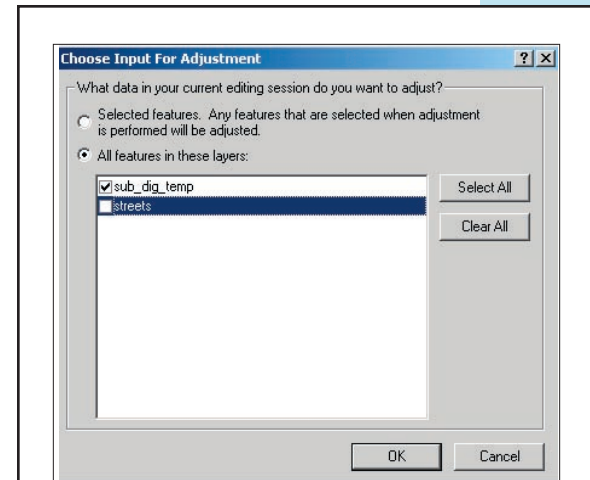 Choose Input For Adjustment
What data in your current editing session do you want to adjust?
Selected features. Any features that are selected when adjustment
is performed will be adjusted.
All features in these layers:
sub_dig_temp
streets
Select All
Clear All
OK
Cancel